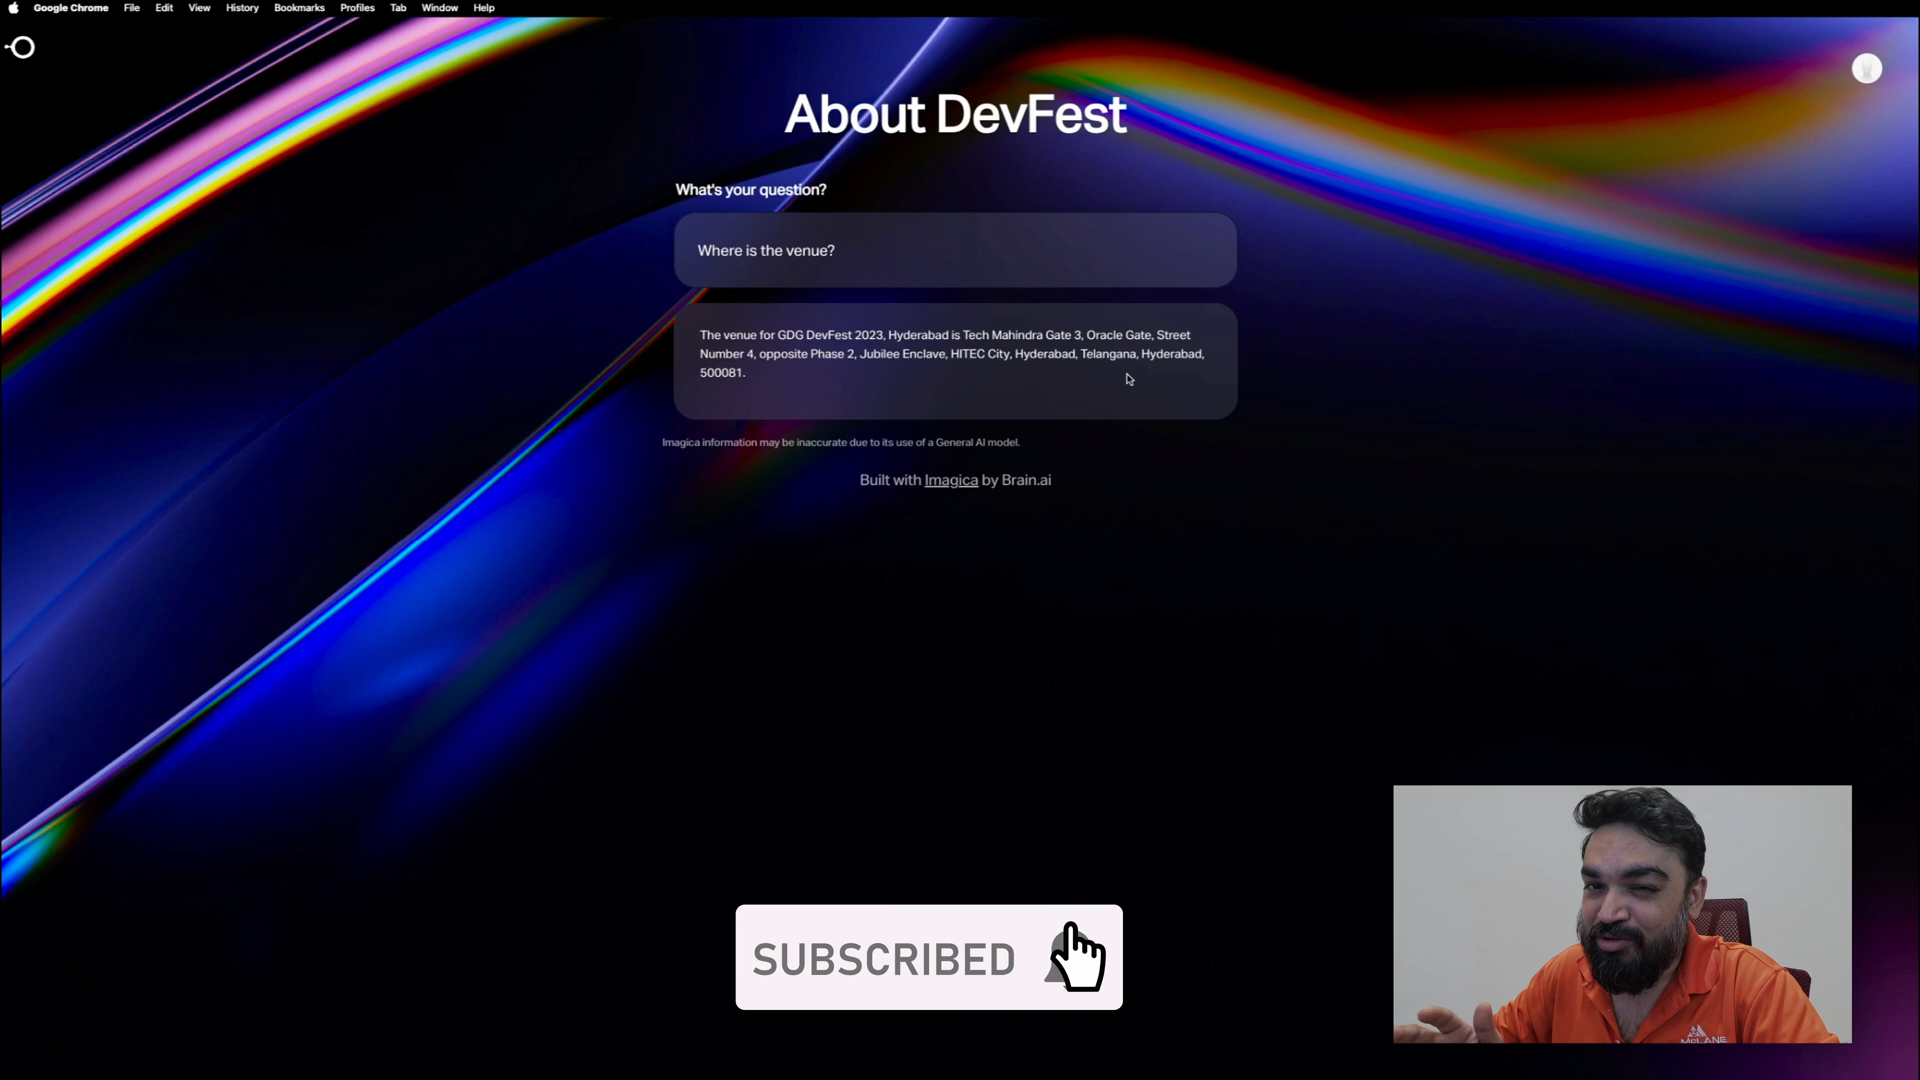 Google Chrome File Edit View History Bookmarks Profiles Tab Window Help
About DevFest
What's your question?
Where is the venue?
The venue for GDG DevFest 2023, Hyderabad is Tech Mahindra Gate 3, Oracle Gate, Street
Number 4, opposite Phase 2, Jubilee Enclave, HITEC City, Hyderabad, Telangana, Hyderabad,
500081.
Imagica information may be inaccurate due to its use of a General AI model.
Built with Imagica by Brain.ai
SUBSCRIBED
McLANE